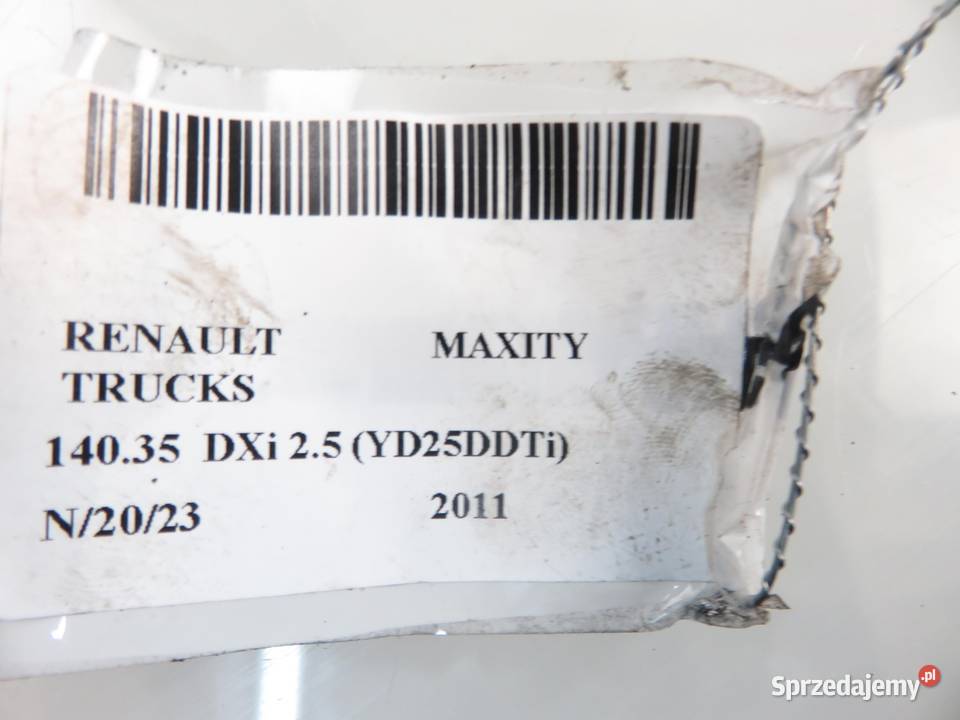 RENAULT MAXITY
TRUCKS
140.35 DXi 2.5 (YD25DDTi)
N/20/23 2011
Sprzedajemy.pl